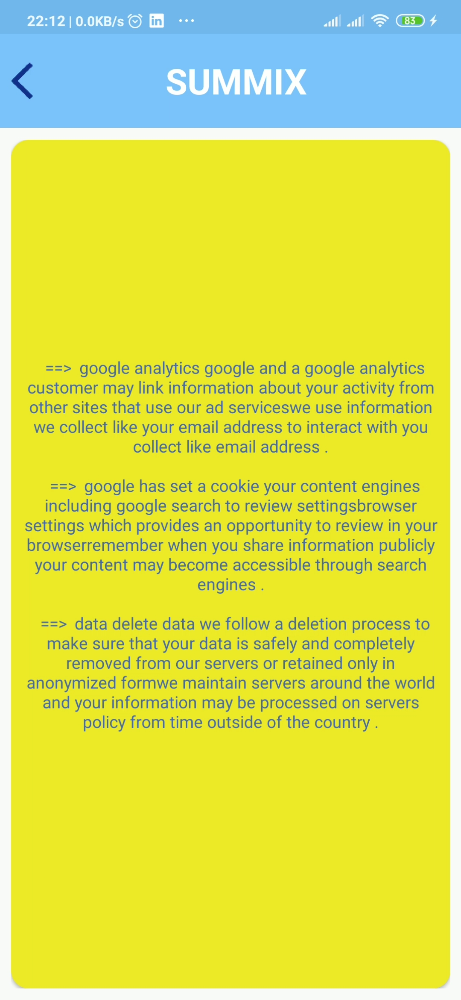 22:12 | 0.0KB/s in ...
83
SUMMIX
==> google analytics google and a google analytics
customer may link information about your activity from
other sites that use our ad serviceswe use information
we collect like your email address to interact with you
collect like email address .
==> google has set a cookie your content engines
including google search to review settingsbrowser
settings which provides an opportunity to review in your
browserremember when you share information publicly
your content may become accessible through search
engines .
==> data delete data we follow a deletion process to
make sure that your data is safely and completely
removed from our servers or retained only in
anonymized formwe maintain servers around the world
and your information may be processed on servers
policy from time outside of the country .